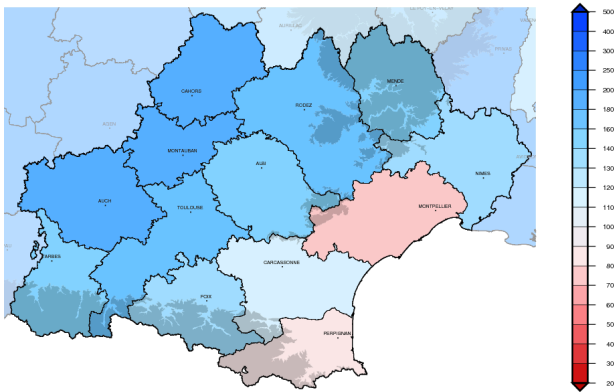 500
400
300
250
200
180
160
140
120
110
100
90
80
70
60
50
40
30
20
CAHORS
MENDE
RODEZ
MONTAUBAN
ALBI
NIMES
AUCH
TOULOUSE
MONTPELLIER
TARBES
CARCASSONNE
FOIX
PERPIGNAN